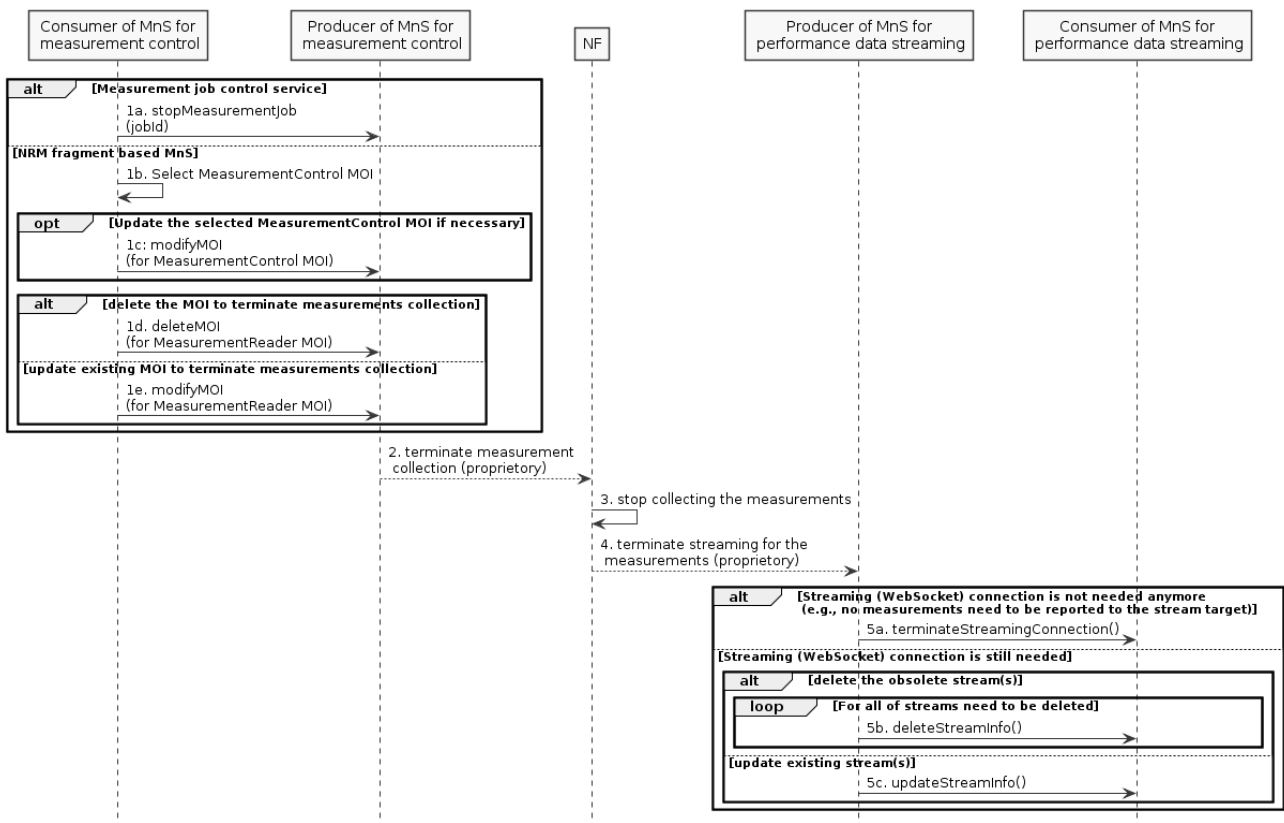 Consumer of MnS for
measurement control
Producer of MnS for
measurement control
NF
Producer of MnS for
performance data streaming
Consumer of MnS for
performance data streaming
alt
[Measurement job control service]
1a. stopMeasurementJob
(jobId)
[NRM fragment based MnS]
1b. Select MeasurementControl MOI
opt
[Update the selected MeasurementControl MOI if necessary]
1c: modifyMOI
(for MeasurementControl MOI)
alt
[delete the MOI to terminate measurements collection]
1d. deleteMOI
(for MeasurementReader MOI)
[update existing MOI to terminate measurements collection]
1e. modifyMOI
(for MeasurementReader MOI)
2. terminate measurement
collection (proprietory)
3. stop collecting the measurements
4. terminate streaming for the
measurements (proprietory)
alt
[Streaming (WebSocket) connection is not needed anymore
(e.g., no measurements need to be reported to the stream target)]
5a. terminateStreamingConnection()
[Streaming (WebSocket) connection is still needed]
alt
[delete the obsolete stream(s)]
loop
[For all of streams need to be deleted]
5b. deleteStreamInfo()
[update existing stream(s)]
5c. updateStreamInfo()